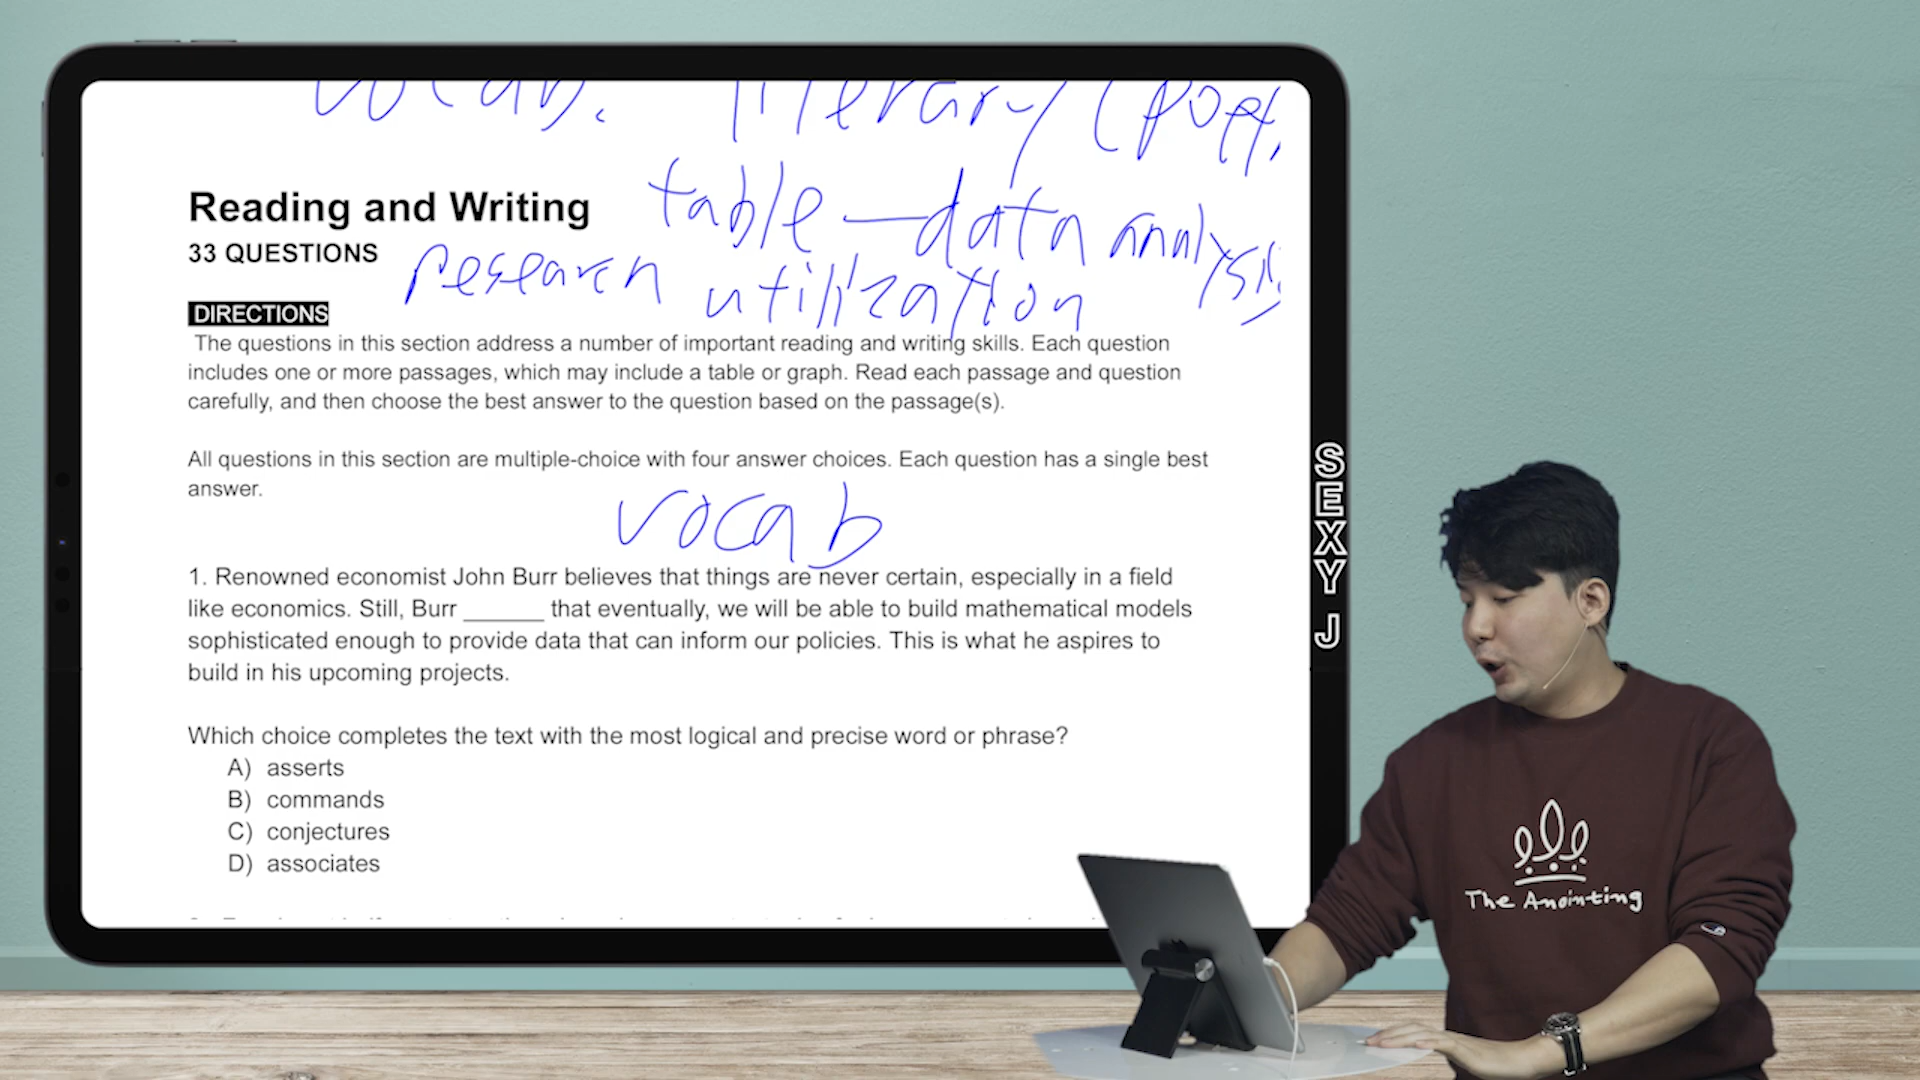 vocab. literary (poet,
Reading and Writing
table — data analysis
33 QUESTIONS
research utilization
DIRECTIONS
The questions in this section address a number of important reading and writing skills. Each question
includes one or more passages, which may include a table or graph. Read each passage and question
carefully, and then choose the best answer to the question based on the passage(s).
All questions in this section are multiple-choice with four answer choices. Each question has a single best
answer.
vocab
1. Renowned economist John Burr believes that things are never certain, especially in a field
like economics. Still, Burr ______ that eventually, we will be able to build mathematical models
sophisticated enough to provide data that can inform our policies. This is what he aspires to
build in his upcoming projects.
Which choice completes the text with the most logical and precise word or phrase?
A) asserts
B) commands
C) conjectures
D) associates
SEXY J
The Anointing